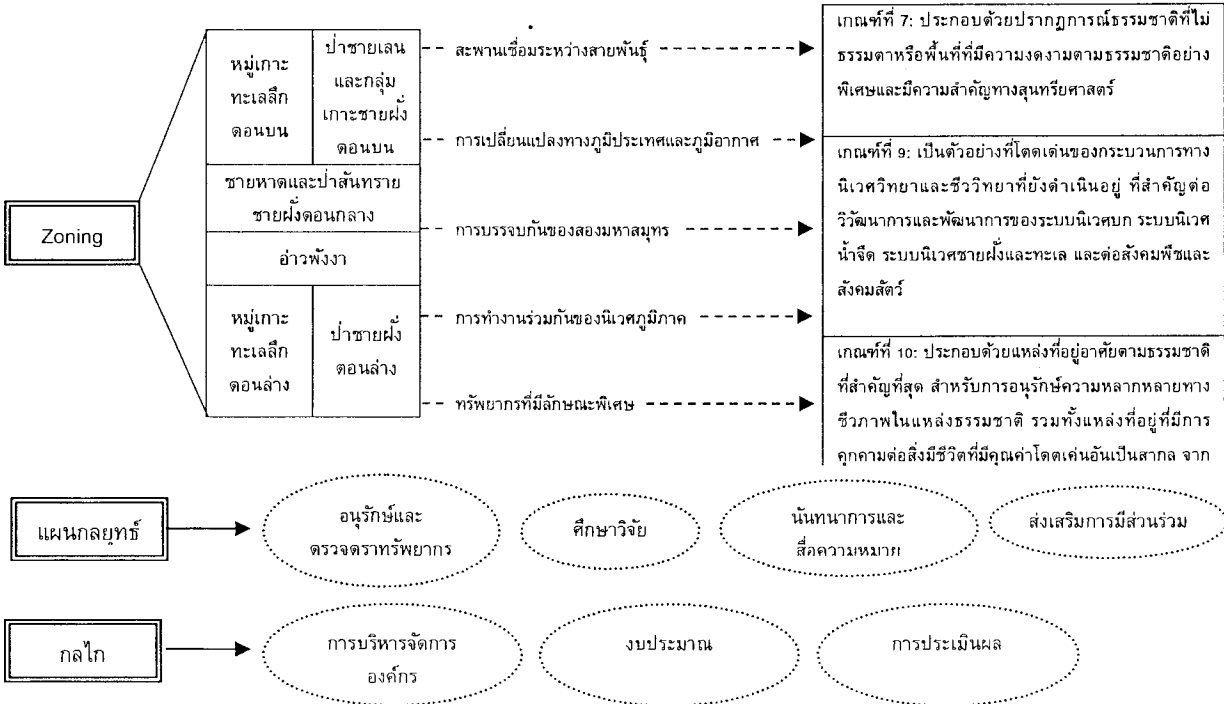 Zoning
หมู่เกาะ
ทะเลลึก
ตอนบน
ป่าชายเลน
และกลุ่ม
เกาะชายฝั่ง
ตอนบน
ชายหาดและป่าสันทราย
ชายฝั่งตอนกลาง
อ่าวพังงา
หมู่เกาะ
ทะเลลึก
ตอนล่าง
ป่าชายฝั่ง
ตอนล่าง
สะพานเชื่อมระหว่างสายพันธุ์
การเปลี่ยนแปลงทางภูมิประเทศและภูมิอากาศ
การบรรจบกันของสองมหาสมุทร
การทำงานร่วมกันของนิเวศภูมิภาค
ทรัพยากรที่มีลักษณะพิเศษ
เกณฑ์ที่ 7: ประกอบด้วยปรากฏการณ์ธรรมชาติที่ไม่
ธรรมดาหรือพื้นที่ที่มีความงดงามตามธรรมชาติอย่าง
พิเศษและมีความสำคัญทางสุนทรียศาสตร์
เกณฑ์ที่ 9: เป็นตัวอย่างที่โดดเด่นของกระบวนการทาง
นิเวศวิทยาและชีววิทยาที่ยังดำเนินอยู่ ที่สำคัญต่อ
วิวัฒนาการและพัฒนาการของระบบนิเวศบก ระบบนิเวศ
น้ำจืด ระบบนิเวศชายฝั่งและทะเล และต่อสังคมพืชและ
สังคมสัตว์
เกณฑ์ที่ 10: ประกอบด้วยแหล่งที่อยู่อาศัยตามธรรมชาติ
ที่สำคัญที่สุด สำหรับการอนุรักษ์ความหลากหลายทาง
ชีวภาพในแหล่งธรรมชาติ รวมทั้งแหล่งที่อยู่ที่มีการ
คุกคามต่อสิ่งมีชีวิตที่มีคุณค่าโดดเด่นอันเป็นสากล จาก
แผนกลยุทธ์
อนุรักษ์และ
ตรวจตราทรัพยากร
ศึกษาวิจัย
นันทนาการและ
สื่อความหมาย
ส่งเสริมการมีส่วนร่วม
กลไก
การบริหารจัดการ
องค์กร
งบประมาณ
การประเมินผล